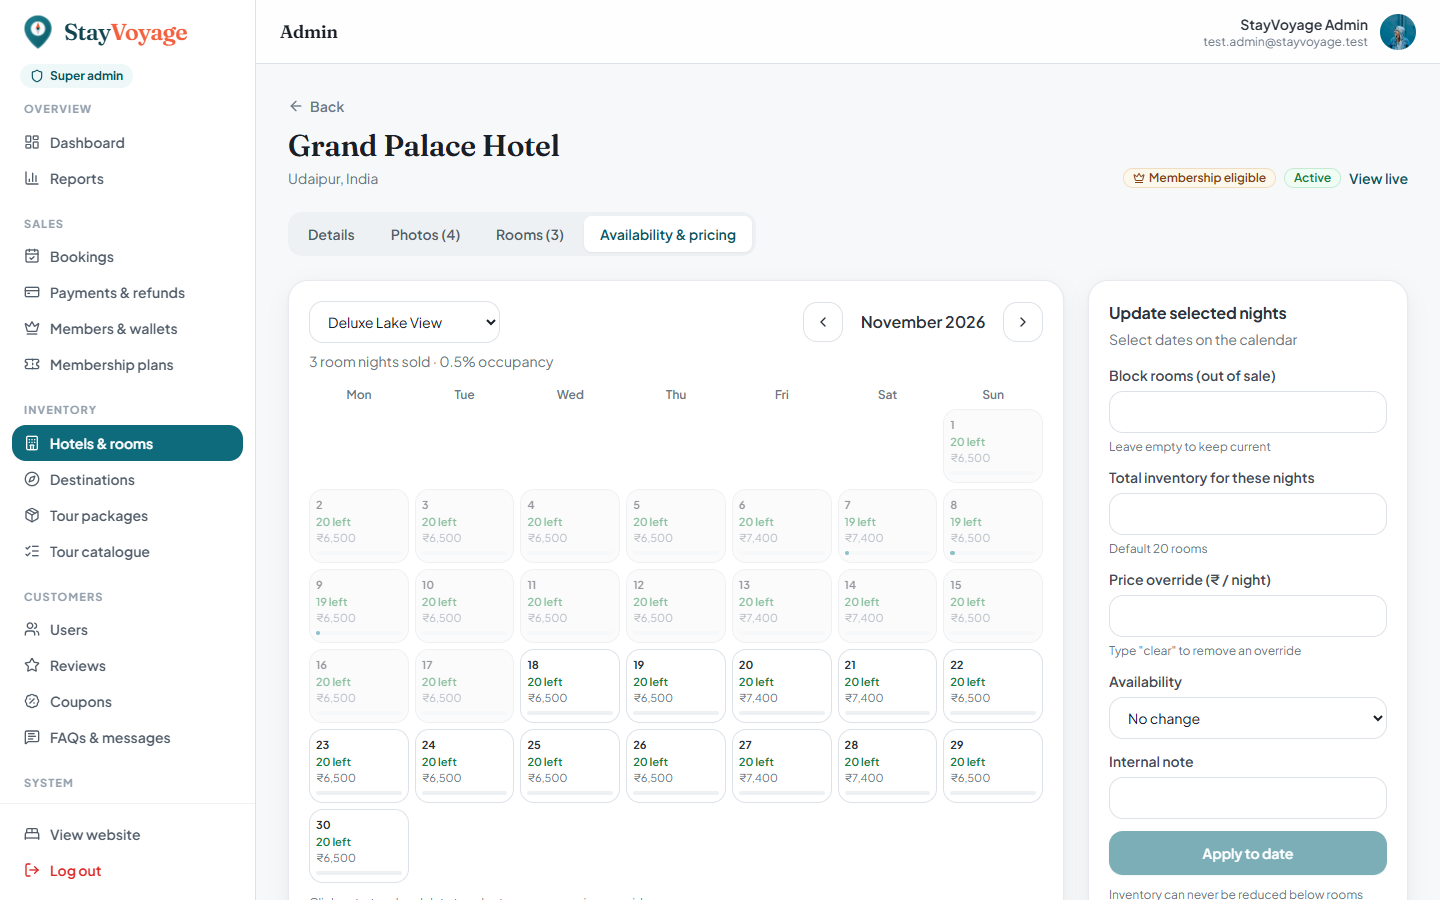 StayVoyage
Super admin
OVERVIEW
Dashboard
Reports
SALES
Bookings
Payments & refunds
Members & wallets
Membership plans
INVENTORY
Hotels & rooms
Destinations
Tour packages
Tour catalogue
CUSTOMERS
Users
Reviews
Coupons
FAQs & messages
SYSTEM
View website
Log out
Admin
StayVoyage Admin
test.admin@stayvoyage.test
Back
Grand Palace Hotel
Udaipur, India
Membership eligible
Active
View live
Details
Photos (4)
Rooms (3)
Availability & pricing
Deluxe Lake View
November 2026
3 room nights sold · 0.5% occupancy
Mon Tue Wed Thu Fri Sat Sun
1
20 left
₹6,500
2 3 4 5 6 7 8
20 left 20 left 20 left 20 left 20 left 19 left 19 left
₹6,500 ₹6,500 ₹6,500 ₹6,500 ₹7,400 ₹7,400 ₹6,500
9 10 11 12 13 14 15
19 left 20 left 20 left 20 left 20 left 20 left 20 left
₹6,500 ₹6,500 ₹6,500 ₹6,500 ₹7,400 ₹7,400 ₹6,500
16 17 18 19 20 21 22
20 left 20 left 20 left 20 left 20 left 20 left 20 left
₹6,500 ₹6,500 ₹6,500 ₹6,500 ₹7,400 ₹7,400 ₹6,500
23 24 25 26 27 28 29
20 left 20 left 20 left 20 left 20 left 20 left 20 left
₹6,500 ₹6,500 ₹6,500 ₹6,500 ₹7,400 ₹7,400 ₹6,500
30
20 left
₹6,500
Update selected nights
Select dates on the calendar
Block rooms (out of sale)
Leave empty to keep current
Total inventory for these nights
Default 20 rooms
Price override (₹ / night)
Type "clear" to remove an override
Availability
No change
Internal note
Apply to date
Inventory can never be reduced below rooms